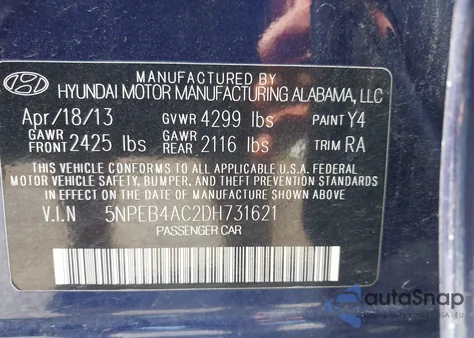 MANUFACTURED BY
HYUNDAI MOTOR MANUFACTURING ALABAMA, LLC
Apr/18/13 GVWR 4299 lbs PAINT Y4
GAWR FRONT 2425 lbs GAWR REAR 2116 lbs TRIM RA
THIS VEHICLE CONFORMS TO ALL APPLICABLE U.S.A. FEDERAL
MOTOR VEHICLE SAFETY, BUMPER, AND THEFT PREVENTION STANDARDS
IN EFFECT ON THE DATE OF MANUFACTURE SHOWN ABOVE.
V.I.N 5NPEB4AC2DH731621
PASSENGER CAR
autoSnap